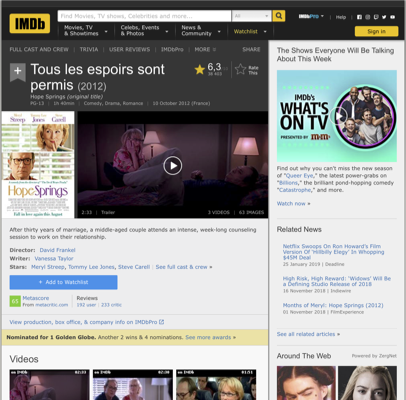 IMDb
Find Movies, TV shows, Celebrities and more...
All
IMDbPro
Help
Movies, TV & Showtimes
Celebs, Events & Photos
News & Community
Watchlist
Sign in
FULL CAST AND CREW | TRIVIA | USER REVIEWS | IMDbPro | MORE
SHARE
Tous les espoirs sont permis (2012)
Hope Springs (original title)
PG-13 | 1h 40min | Comedy, Drama, Romance | 10 October 2012 (France)
6,3
Rate This
Meryl Streep
Tommy Lee Jones
Steve Carell
Hope Springs
2:33 | Trailer
3 VIDEOS | 63 IMAGES
After thirty years of marriage, a middle-aged couple attends an intense, week-long counseling
session to work on their relationship.
Director: David Frankel
Writer: Vanessa Taylor
Stars: Meryl Streep, Tommy Lee Jones, Steve Carell | See full cast & crew »
+ Add to Watchlist
65
Metascore
From metacritic.com
Reviews
192 user | 233 critic
View production, box office, & company info on IMDbPro
Nominated for 1 Golden Globe. Another 2 wins & 4 nominations. See more awards »
Videos
The Shows Everyone Will Be Talking About This Week
IMDb's
WHAT'S ON TV
PRESENTED BY
Find out why you can't miss the new season of "Queer Eye," the latest power-grabs on "Billions," the brilliant pond-hopping comedy "Catastrophe," and more.
Watch now »
Related News
Netflix Swoops On Ron Howard's Film Version Of 'Hillbilly Elegy' In Whopping $45M Deal
25 January 2019 | Deadline
High Risk, High Reward: 'Widows' Will Be a Defining Studio Release of 2018
16 November 2018 | Indiewire
Months of Meryl: Hope Springs (2012)
01 November 2018 | FilmExperience
See all related articles »
Around The Web
Powered by ZergNet